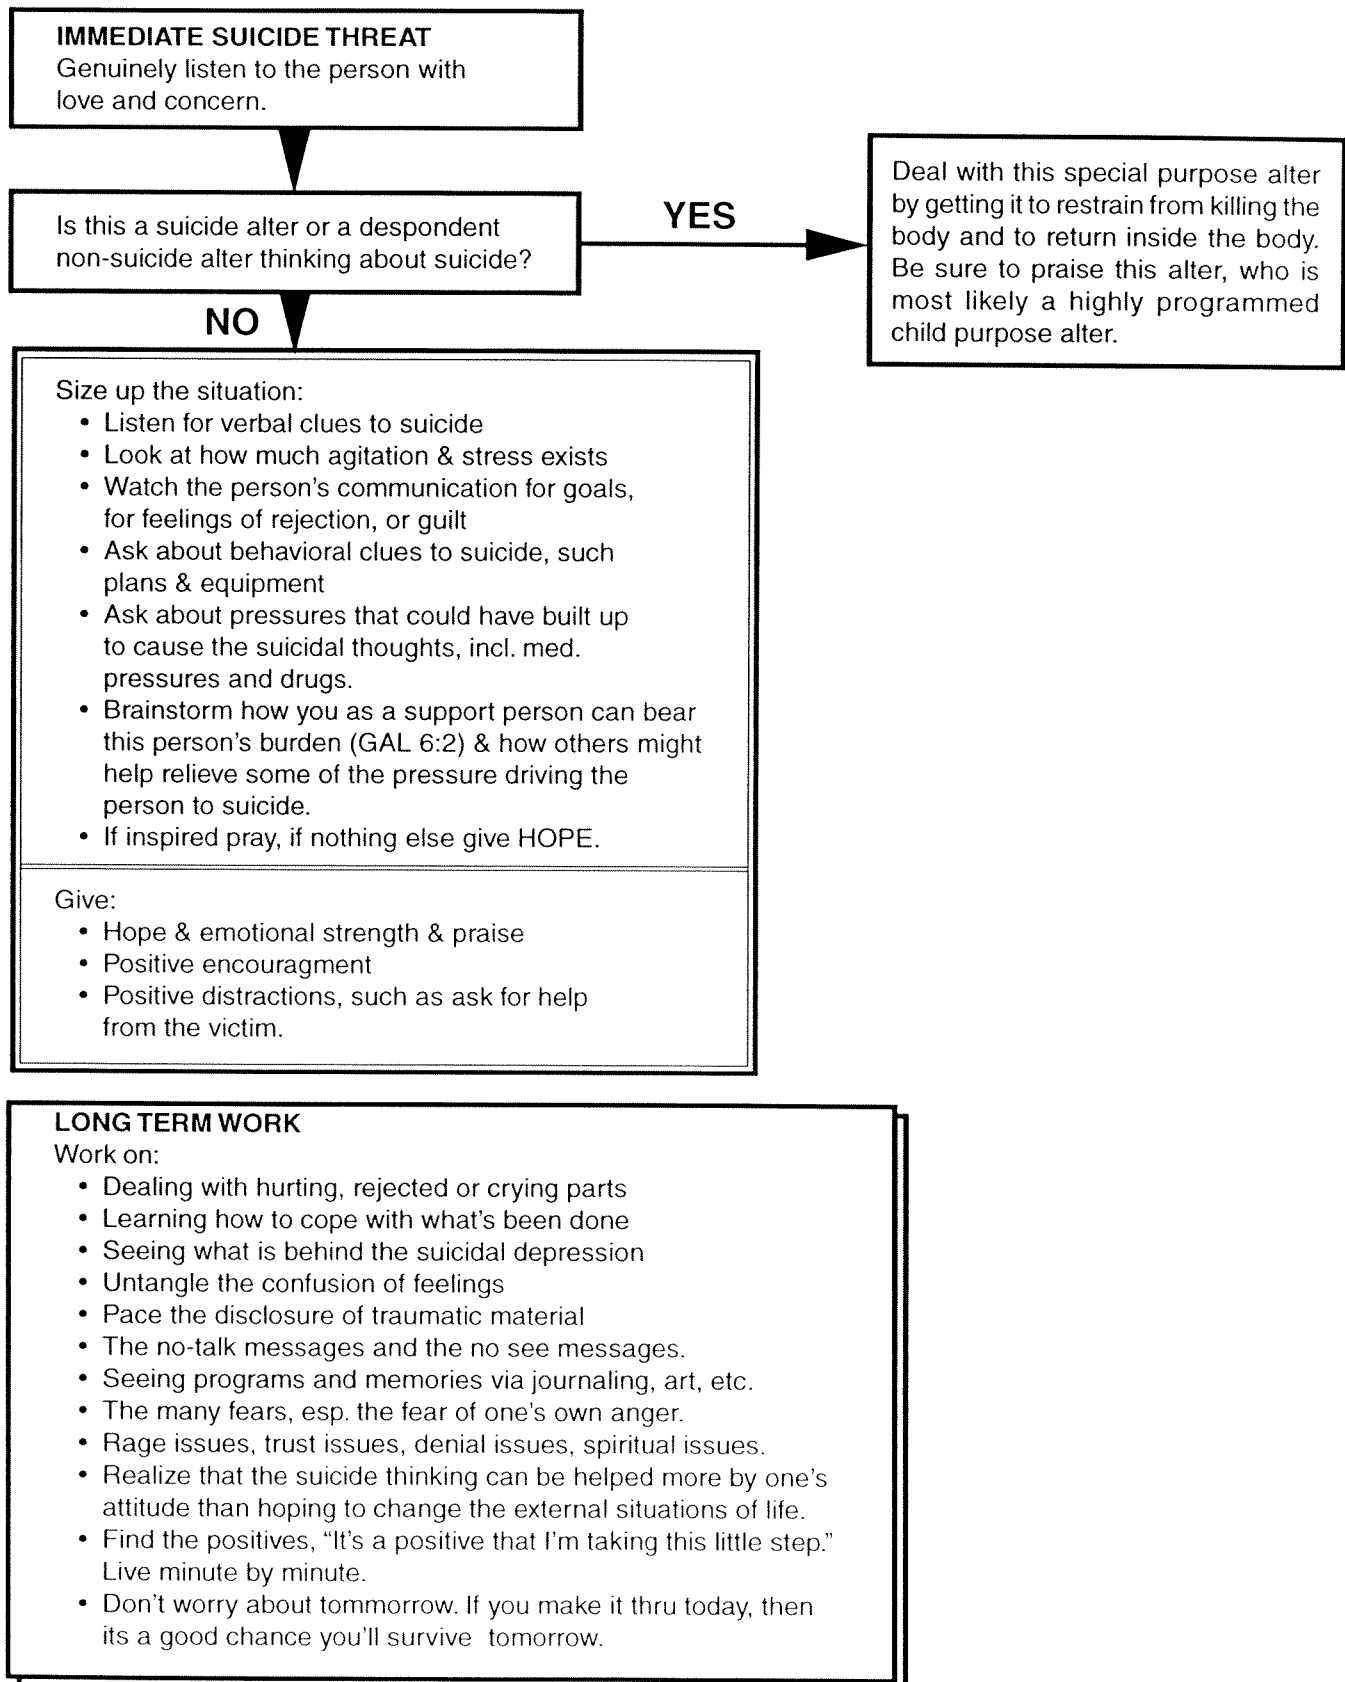 IMMEDIATE SUICIDE THREAT
Genuinely listen to the person with
love and concern.
Is this a suicide alter or a despondent
non-suicide alter thinking about suicide?
YES
Deal with this special purpose alter
by getting it to restrain from killing the
body and to return inside the body.
Be sure to praise this alter, who is
most likely a highly programmed
child purpose alter.
NO
Size up the situation:
• Listen for verbal clues to suicide
• Look at how much agitation & stress exists
• Watch the person's communication for goals,
for feelings of rejection, or guilt
• Ask about behavioral clues to suicide, such
plans & equipment
• Ask about pressures that could have built up
to cause the suicidal thoughts, incl. med.
pressures and drugs.
• Brainstorm how you as a support person can bear
this person's burden (GAL 6:2) & how others might
help relieve some of the pressure driving the
person to suicide.
• If inspired pray, if nothing else give HOPE.
Give:
• Hope & emotional strength & praise
• Positive encouragment
• Positive distractions, such as ask for help
from the victim.
LONG TERM WORK
Work on:
• Dealing with hurting, rejected or crying parts
• Learning how to cope with what's been done
• Seeing what is behind the suicidal depression
• Untangle the confusion of feelings
• Pace the disclosure of traumatic material
• The no-talk messages and the no see messages.
• Seeing programs and memories via journaling, art, etc.
• The many fears, esp. the fear of one's own anger.
• Rage issues, trust issues, denial issues, spiritual issues.
• Realize that the suicide thinking can be helped more by one's
attitude than hoping to change the external situations of life.
• Find the positives, “It's a positive that I'm taking this little step.”
Live minute by minute.
• Don't worry about tommorrow. If you make it thru today, then
its a good chance you'll survive tomorrow.